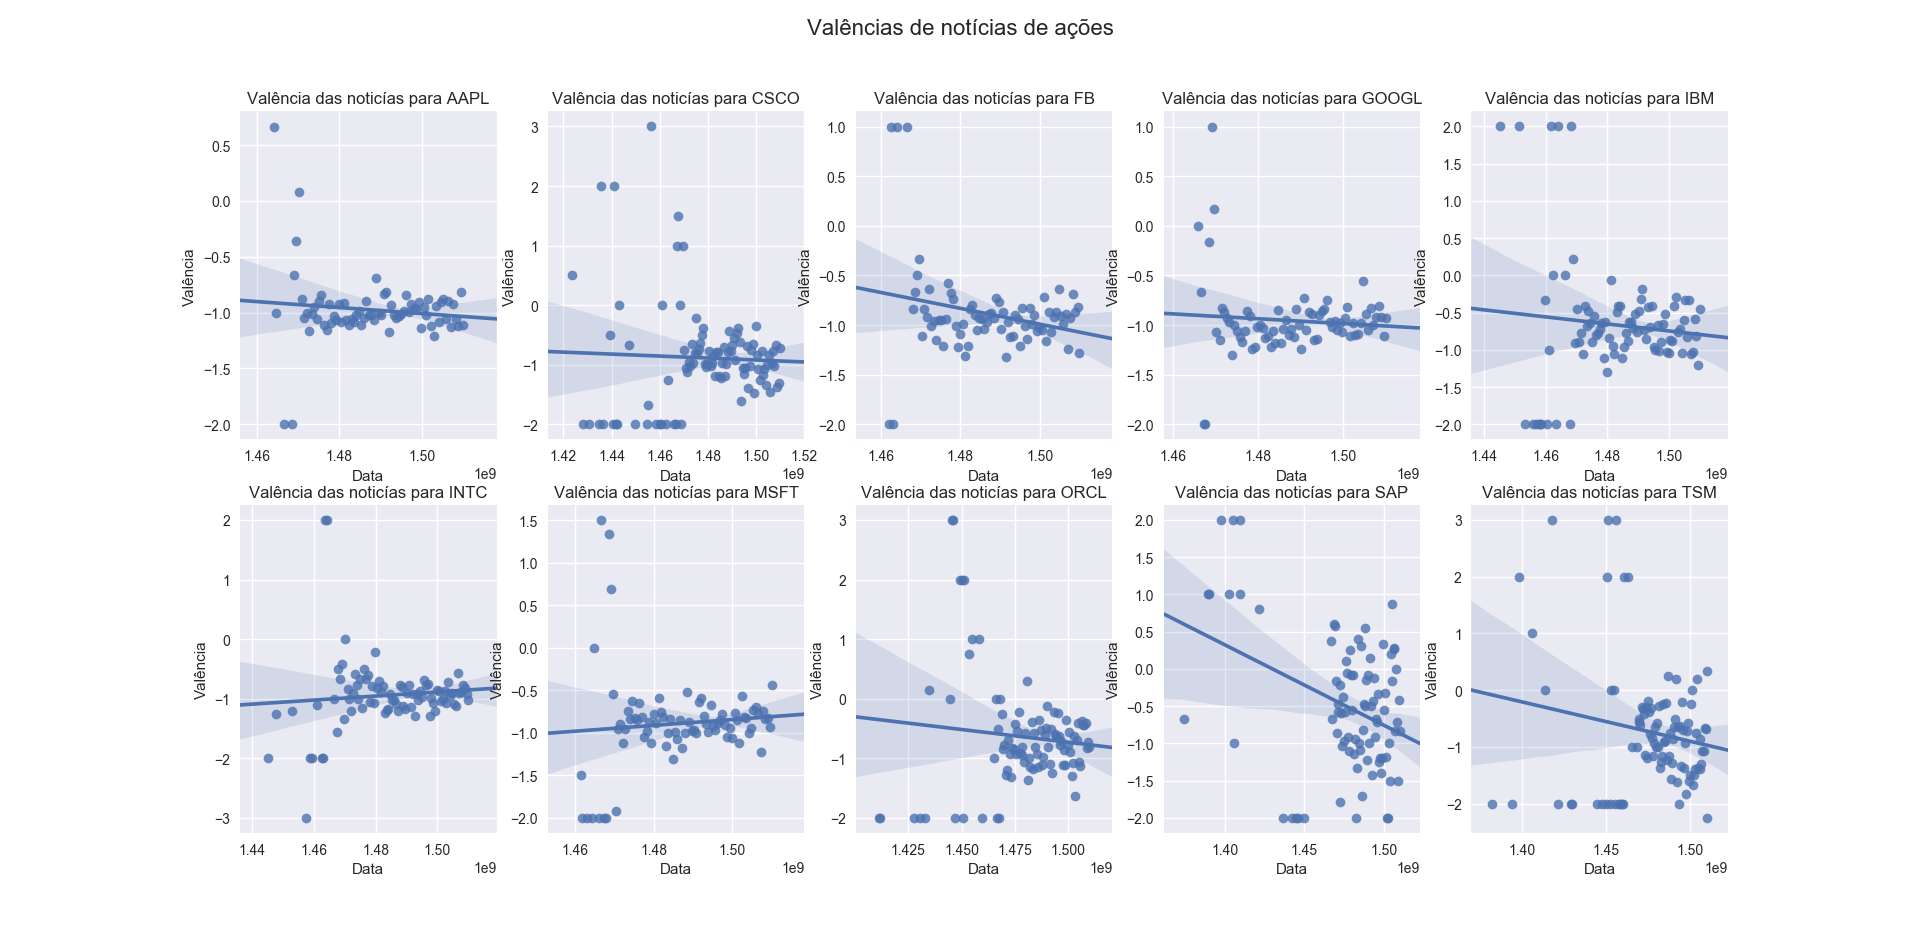 Valências de notícias de ações
Valência das noticías para AAPL
Valência
0.5
0.0
−0.5
−1.0
−1.5
−2.0
1.46
1.48
1.50
1e9
Data
Valência das noticías para CSCO
Valência
3
2
1
0
−1
−2
1.42
1.44
1.46
1.48
1.50
1.52
1e9
Data
Valência das noticías para FB
Valência
1.0
0.5
0.0
−0.5
−1.0
−1.5
−2.0
1.46
1.48
1.50
1e9
Data
Valência das noticías para GOOGL
Valência
1.0
0.5
0.0
−0.5
−1.0
−1.5
−2.0
1.46
1.48
1.50
1e9
Data
Valência das noticías para IBM
Valência
2.0
1.5
1.0
0.5
0.0
−0.5
−1.0
−1.5
−2.0
1.44
1.46
1.48
1.50
1e9
Data
Valência das noticías para INTC
Valência
2
1
0
−1
−2
−3
1.44
1.46
1.48
1.50
1e9
Data
Valência das noticías para MSFT
Valência
1.5
1.0
0.5
0.0
−0.5
−1.0
−1.5
−2.0
1.46
1.48
1.50
1e9
Data
Valência das noticías para ORCL
Valência
3
2
1
0
−1
−2
1.425
1.450
1.475
1.500
1e9
Data
Valência das noticías para SAP
Valência
2.0
1.5
1.0
0.5
0.0
−0.5
−1.0
−1.5
−2.0
1.40
1.45
1.50
1e9
Data
Valência das noticías para TSM
Valência
3
2
1
0
−1
−2
1.40
1.45
1.50
1e9
Data